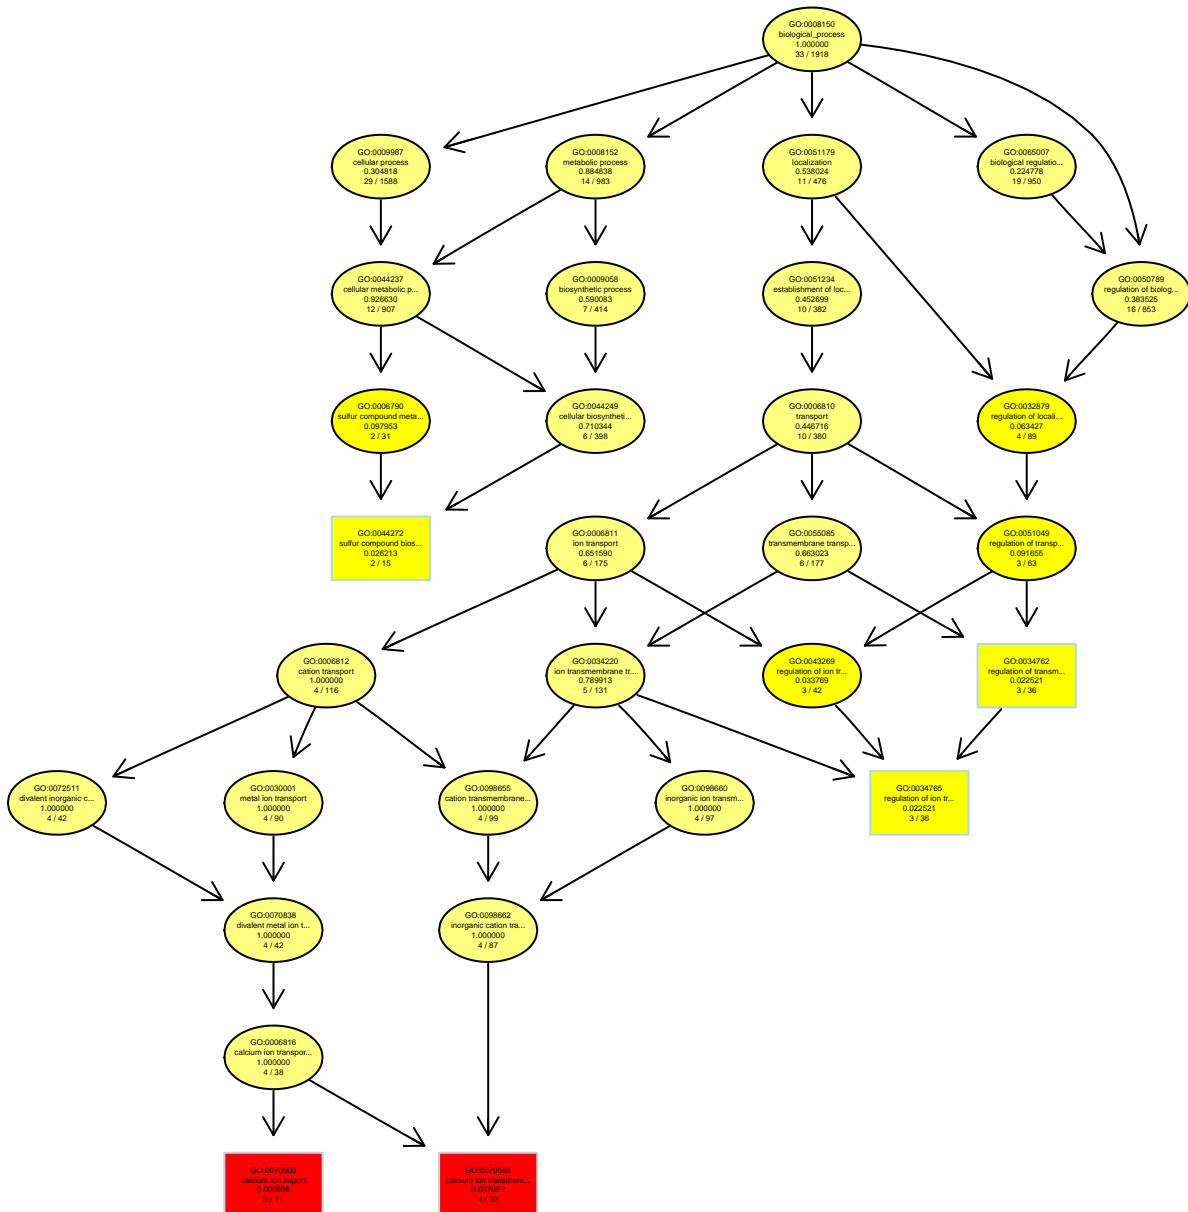 GO:0008150
biological_process
1.000000
33 / 1918
GO:0009987
cellular process
0.304818
29 / 1588
GO:0008152
metabolic process
0.884838
14 / 983
GO:0051179
localization
0.538024
11 / 476
GO:0065007
biological regulatio...
0.224778
19 / 950
GO:0044237
cellular metabolic p...
0.926630
12 / 907
GO:0009058
biosynthetic process
0.590083
7 / 414
GO:0051234
establishment of loc...
0.452699
10 / 382
GO:0050789
regulation of biolog...
0.383525
16 / 853
GO:0006790
sulfur compound meta...
0.097953
2 / 31
GO:0044249
cellular biosyntheti...
0.710344
6 / 398
GO:0006810
transport
0.446716
10 / 380
GO:0032879
regulation of locali...
0.063427
4 / 89
GO:0044272
sulfur compound bios...
0.026213
2 / 15
GO:0006811
ion transport
0.651590
6 / 175
GO:0055085
transmembrane transp...
0.663023
6 / 177
GO:0051049
regulation of transp...
0.091655
3 / 63
GO:0006812
cation transport
1.000000
4 / 116
GO:0034220
ion transmembrane tr...
0.789913
5 / 131
GO:0043269
regulation of ion tr...
0.033769
3 / 42
GO:0034762
regulation of transm...
0.022521
3 / 36
GO:0072511
divalent inorganic c...
1.000000
4 / 42
GO:0030001
metal ion transport
1.000000
4 / 90
GO:0098655
cation transmembrane...
1.000000
4 / 99
GO:0098660
inorganic ion transm...
1.000000
4 / 97
GO:0034765
regulation of ion tr...
0.022521
3 / 36
GO:0070838
divalent metal ion t...
1.000000
4 / 42
GO:0098662
inorganic cation tra...
1.000000
4 / 87
GO:0006816
calcium ion transpor...
1.000000
4 / 38
GO:0070509
calcium ion import
0.000698
3 / 11
GO:0070588
calcium ion transmem...
0.002092
4 / 33